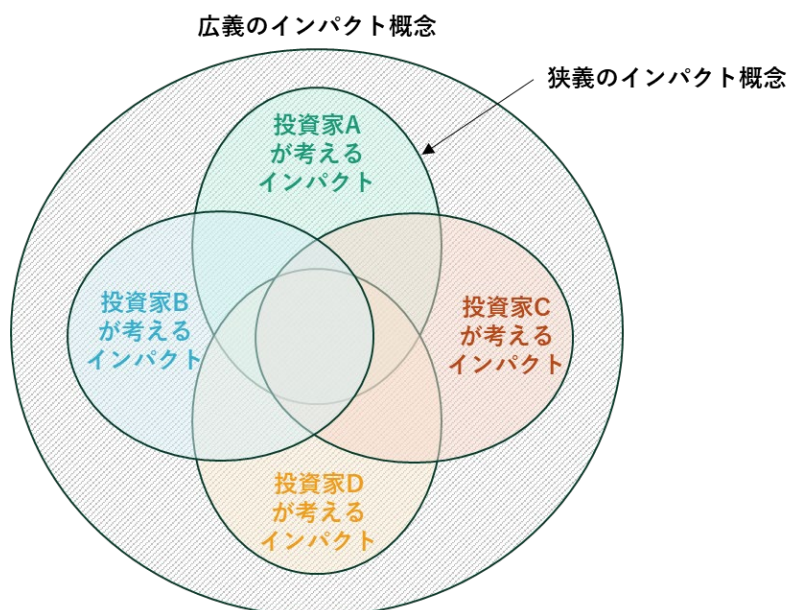 広義のインパクト概念
狭義のインパクト概念
投資家A
が考える
インパクト
投資家B
が考える
インパクト
投資家C
が考える
インパクト
投資家D
が考える
インパクト